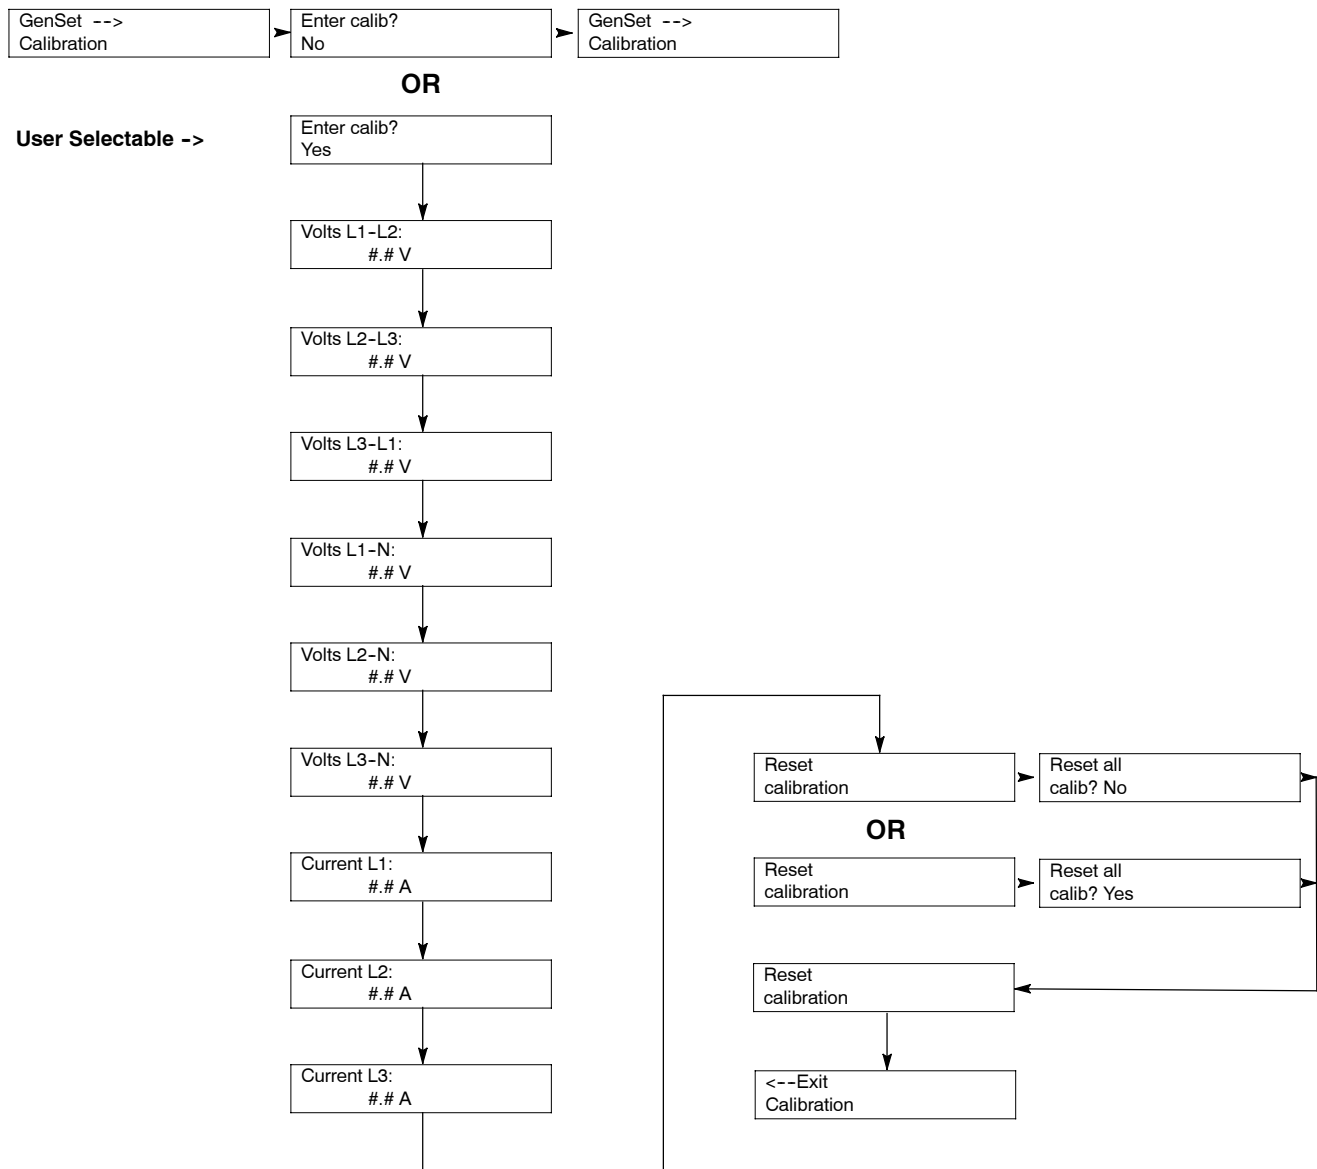 GenSet -->
Calibration
Enter calib?
No
GenSet -->
Calibration
OR
User Selectable ->
Enter calib?
Yes
Volts L1-L2:
#.# V
Volts L2-L3:
#.# V
Volts L3-L1:
#.# V
Volts L1-N:
#.# V
Volts L2-N:
#.# V
Volts L3-N:
#.# V
Current L1:
#.# A
Current L2:
#.# A
Current L3:
#.# A
Reset
calibration
Reset all
calib? No
OR
Reset
calibration
Reset all
calib? Yes
Reset
calibration
<--Exit
Calibration